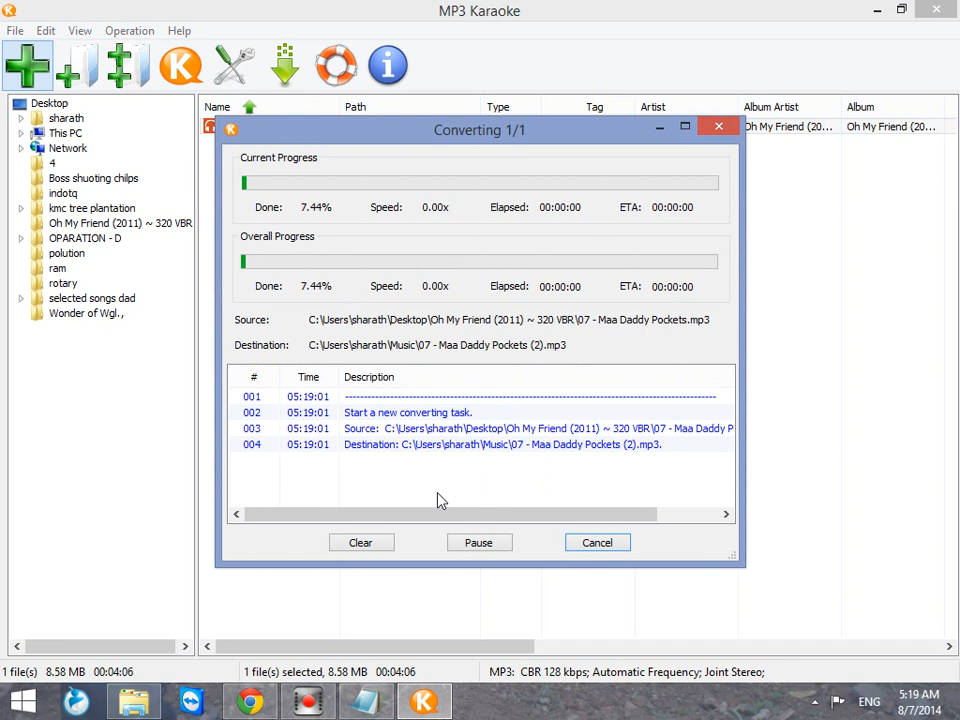 MP3 Karaoke
File Edit View Operation Help
Name Path Type Tag Artist Album Artist Album
Oh My Friend (20... Oh My Friend (20...
Desktop
sharath
This PC
Network
4
Boss shuoting chilps
indotq
kmc tree plantation
Oh My Friend (2011) ~ 320 VBR
OPARATION - D
polution
ram
rotary
selected songs dad
Wonder of Wgl.,
Converting 1/1
Current Progress
Done: 7.44% Speed: 0.00x Elapsed: 00:00:00 ETA: 00:00:00
Overall Progress
Done: 7.44% Speed: 0.00x Elapsed: 00:00:00 ETA: 00:00:00
Source: C:\Users\sharath\Desktop\Oh My Friend (2011) ~ 320 VBR\07 - Maa Daddy Pockets.mp3
Destination: C:\Users\sharath\Music\07 - Maa Daddy Pockets (2).mp3
# Time Description
001 05:19:01 --------------------------------------------------------------------------------------------
002 05:19:01 Start a new converting task.
003 05:19:01 Source: C:\Users\sharath\Desktop\Oh My Friend (2011) ~ 320 VBR\07 - Maa Daddy P
004 05:19:01 Destination: C:\Users\sharath\Music\07 - Maa Daddy Pockets (2).mp3.
Clear Pause Cancel
1 file(s) 8.58 MB 00:04:06 1 file(s) selected, 8.58 MB 00:04:06 MP3: CBR 128 kbps; Automatic Frequency; Joint Stereo;
ENG 5:19 AM
8/7/2014